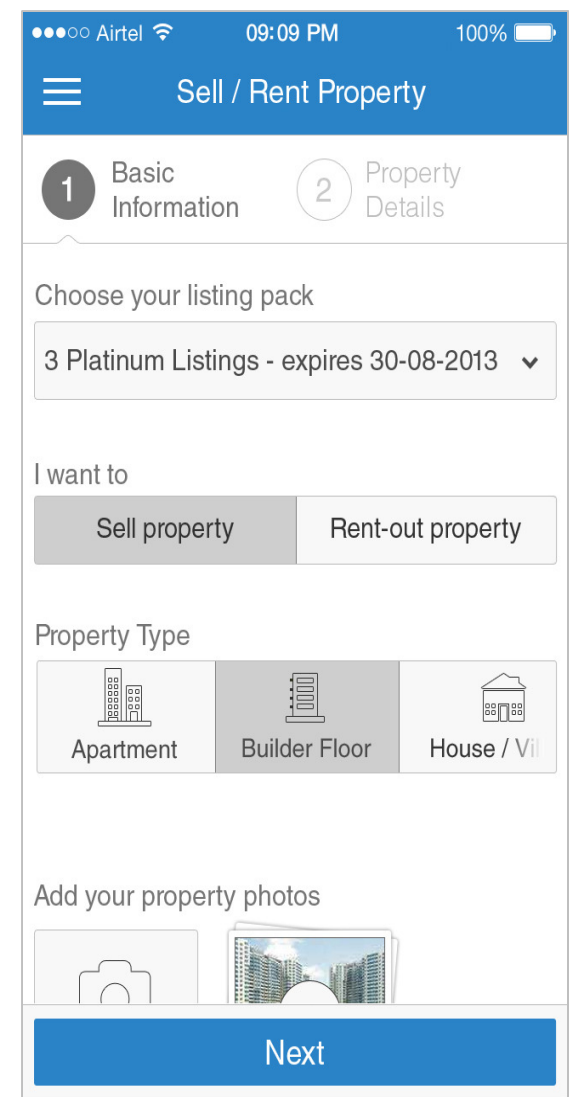 Airtel 09:09 PM 100%
Sell / Rent Property
1 Basic Information 2 Property Details
Choose your listing pack
3 Platinum Listings - expires 30-08-2013
I want to
Sell property Rent-out property
Property Type
Apartment Builder Floor House / Vil
Add your property photos
Next